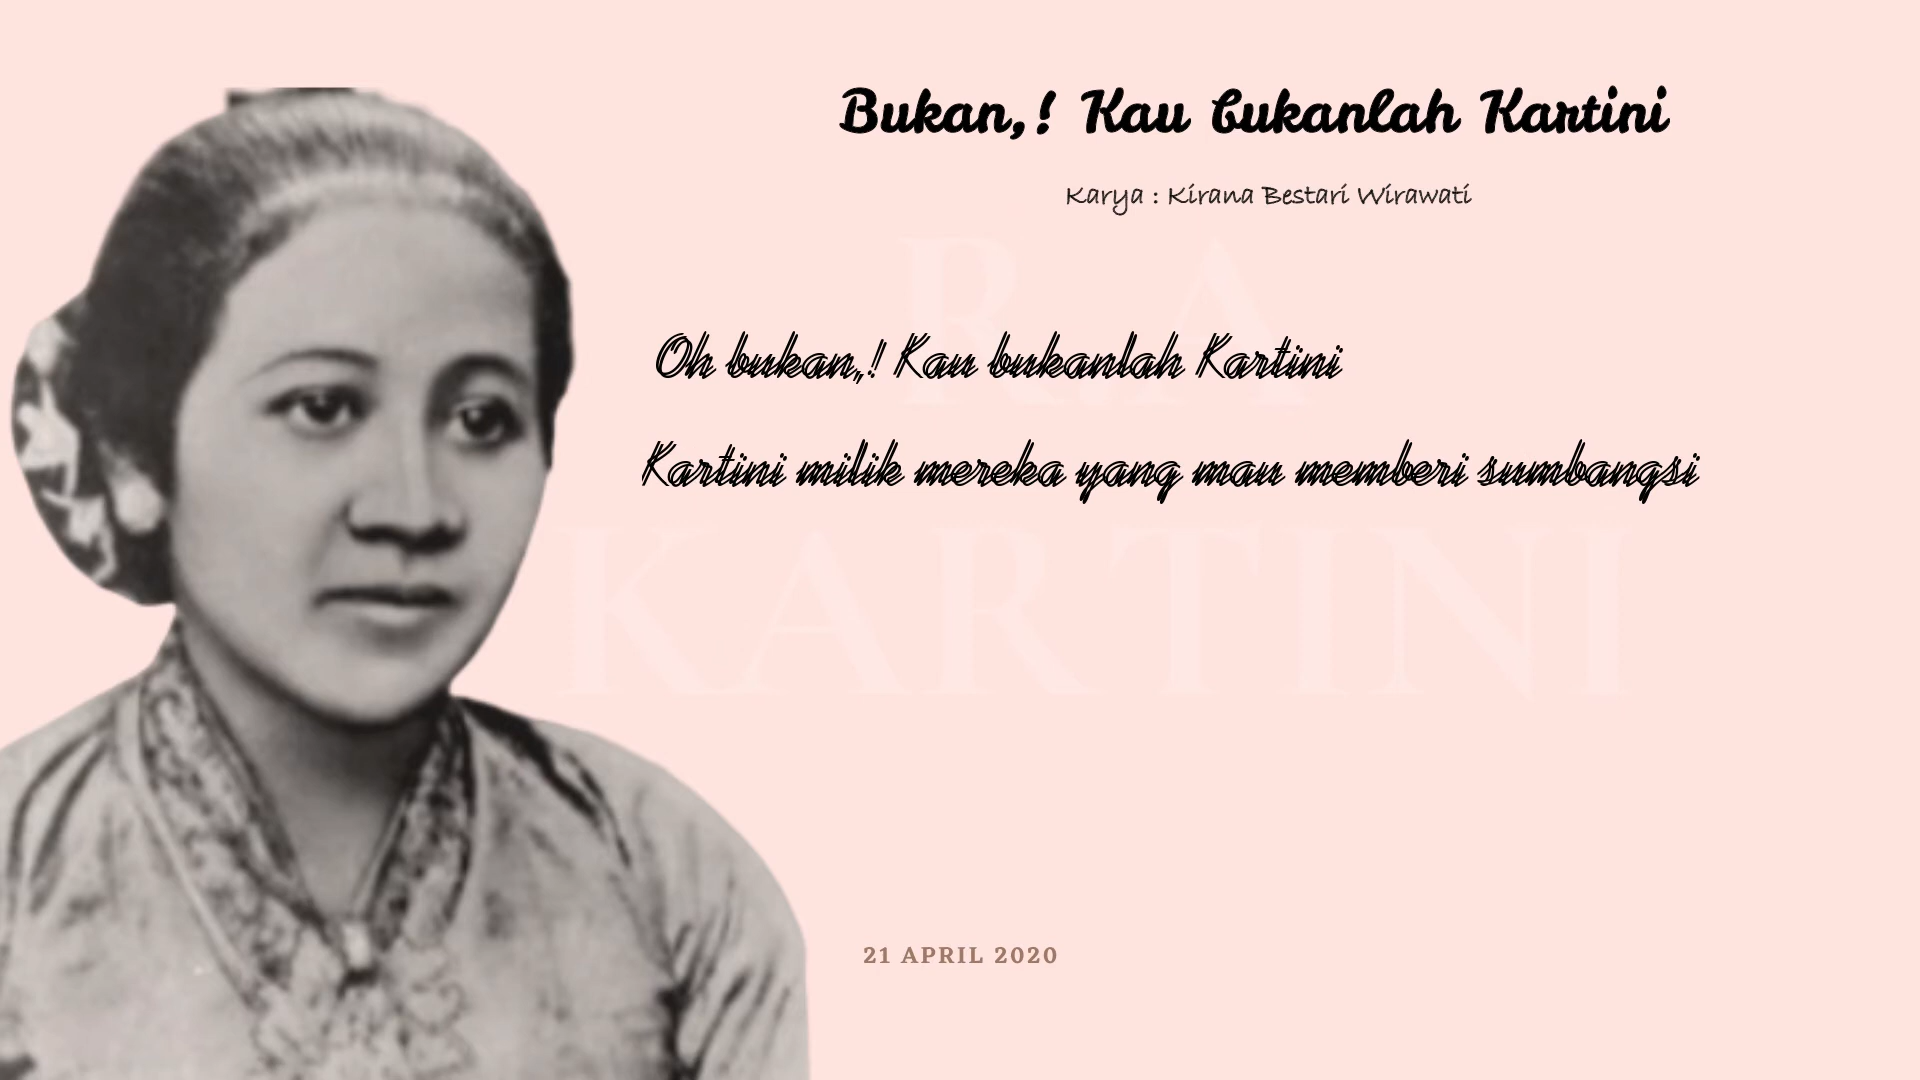 Bukan,! Kau bukanlah Kartini
Karya : Kirana Bestari Wirawati
R.A
Oh bukan,,! Kau bukanlah Kartini
Kartini milik mereka yang mau memberi sumbangsi
KARTINI
21 APRIL 2020